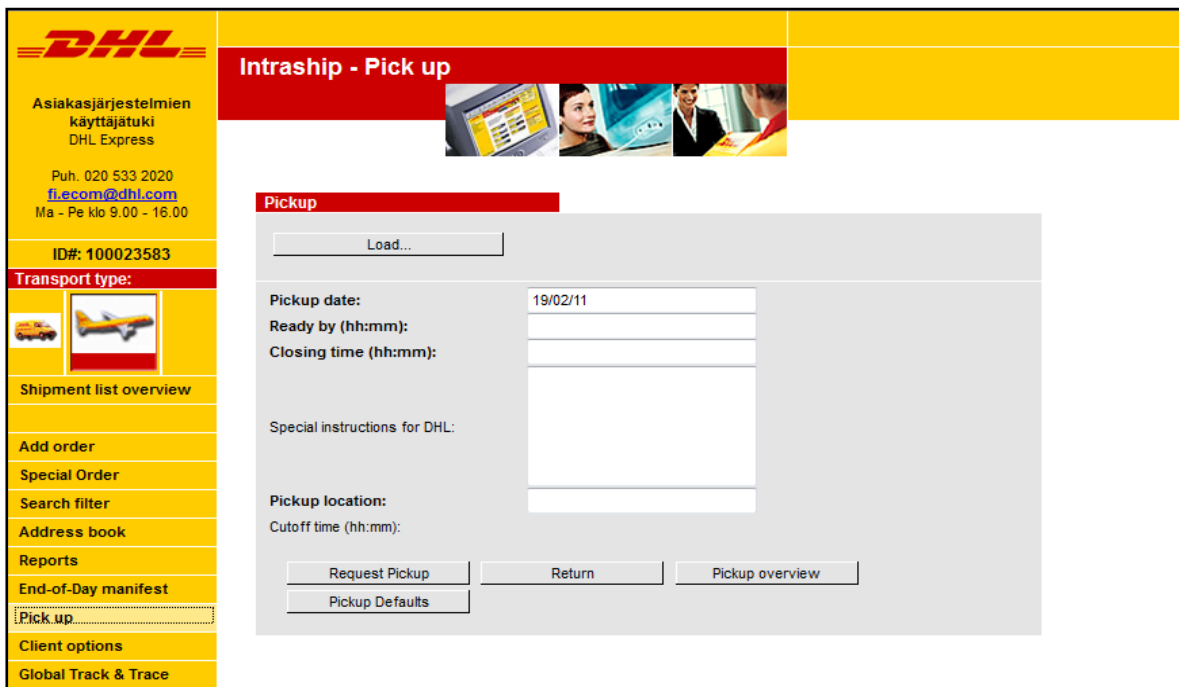 DHL
Asiakasjärjestelmien
käyttäjätuki
DHL Express
Puh. 020 533 2020
fi.ecom@dhl.com
Ma - Pe klo 9.00 - 16.00
ID#: 100023583
Transport type:
Shipment list overview
Add order
Special Order
Search filter
Address book
Reports
End-of-Day manifest
Pick up
Client options
Global Track & Trace
Intraship - Pick up
Pickup
Load...
Pickup date: 19/02/11
Ready by (hh:mm):
Closing time (hh:mm):
Special instructions for DHL:
Pickup location:
Cutoff time (hh:mm):
Request Pickup Return Pickup overview
Pickup Defaults